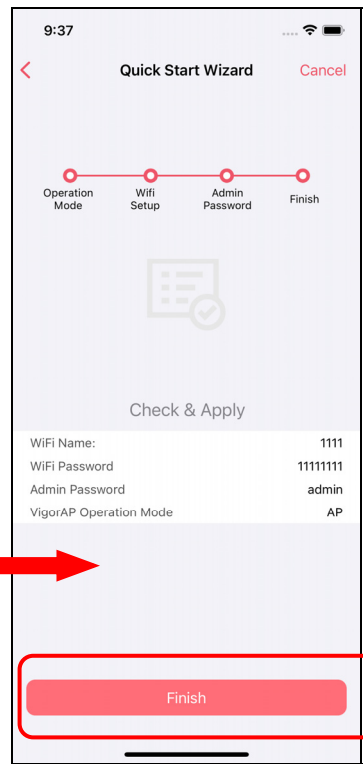 9:37
Quick Start Wizard Cancel
Operation Mode
Wifi Setup
Admin Password
Finish
Check & Apply
WiFi Name: 1111
WiFi Password 11111111
Admin Password admin
VigorAP Operation Mode AP
Finish